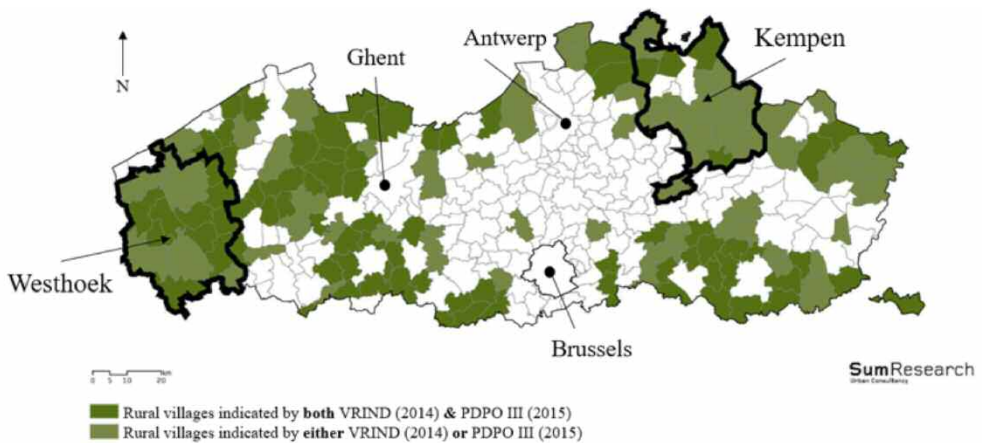 Antwerp
Kempen
Ghent
N
Westhoek
Brussels
0 5 10 20km
SumResearch
Urban Consultancy
Rural villages indicated by both VRIND (2014) & PDPO III (2015)
Rural villages indicated by either VRIND (2014) or PDPO III (2015)